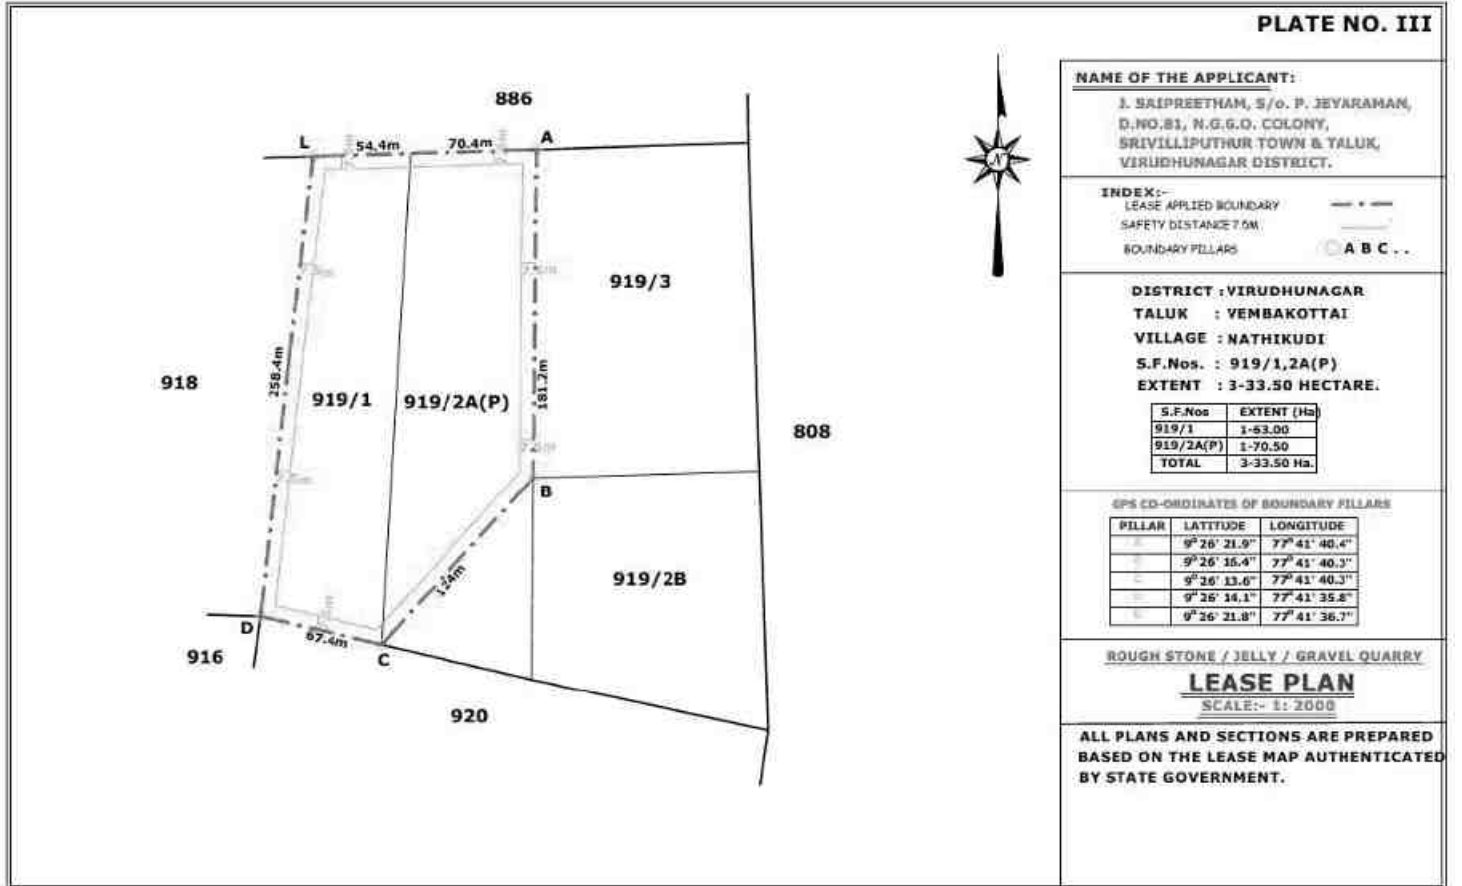 PLATE NO. III
886
L
54.4m
70.4m
A
919/3
258.4m
181.2m
918
919/1
919/2A(P)
808
B
919/2B
124m
D
67.4m
C
916
920
N
NAME OF THE APPLICANT:
J. SAIPREETHAM, S/o. P. JEYARAMAN,
D.NO.81, N.G.G.O. COLONY,
SRIVILLIPUTHUR TOWN & TALUK,
VIRUDHUNAGAR DISTRICT.
INDEX:-
LEASE APPLIED BOUNDARY
SAFETY DISTANCE 7.5M
BOUNDARY PILLARS A B C . .
DISTRICT : VIRUDHUNAGAR
TALUK : VEMBAKOTTAI
VILLAGE : NATHIKUDI
S.F.Nos. : 919/1,2A(P)
EXTENT : 3-33.50 HECTARE.
S.F.Nos EXTENT (Ha)
919/1 1-63.00
919/2A(P) 1-70.50
TOTAL 3-33.50 Ha.
GPS CO-ORDINATES OF BOUNDARY PILLARS
PILLAR LATITUDE LONGITUDE
9° 26' 21.9" 77° 41' 40.4"
9° 26' 16.4" 77° 41' 40.3"
9° 26' 13.6" 77° 41' 40.3"
9° 26' 14.1" 77° 41' 35.8"
9° 26' 21.8" 77° 41' 36.7"
ROUGH STONE / JELLY / GRAVEL QUARRY
LEASE PLAN
SCALE:- 1: 2000
ALL PLANS AND SECTIONS ARE PREPARED
BASED ON THE LEASE MAP AUTHENTICATED
BY STATE GOVERNMENT.